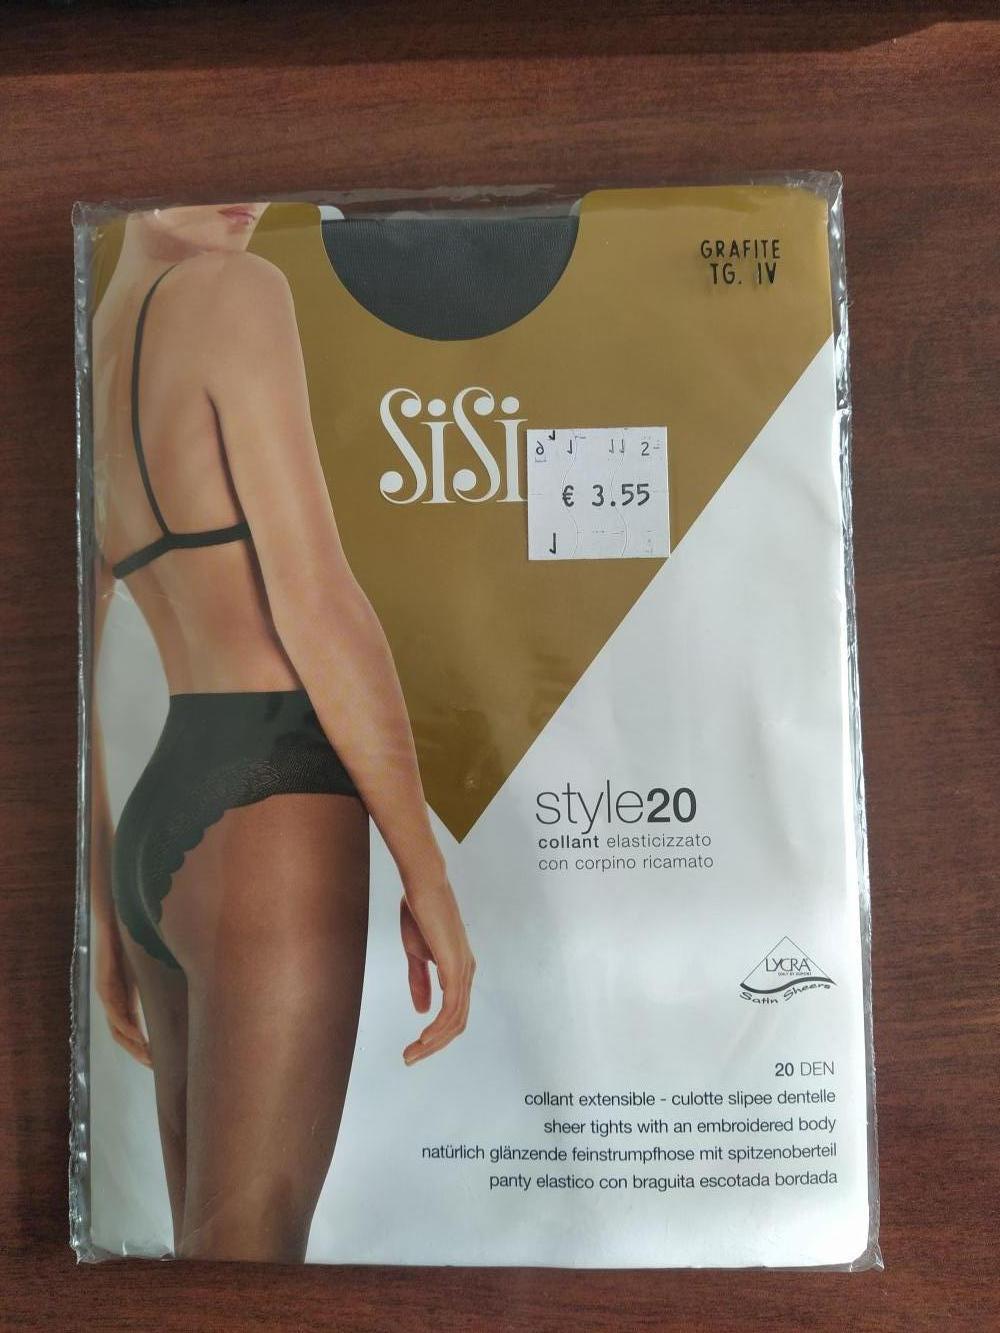 GRAFITE
TG. IV
SiSi
€ 3.55
style20
collant elasticizzato
con corpino ricamato
LYCRA
Satin Sheers
20 DEN
collant extensible - culotte slipee dentelle
sheer tights with an embroidered body
natürlich glänzende feinstrumpfhose mit spitzenoberteil
panty elastico con braguita escotada bordada